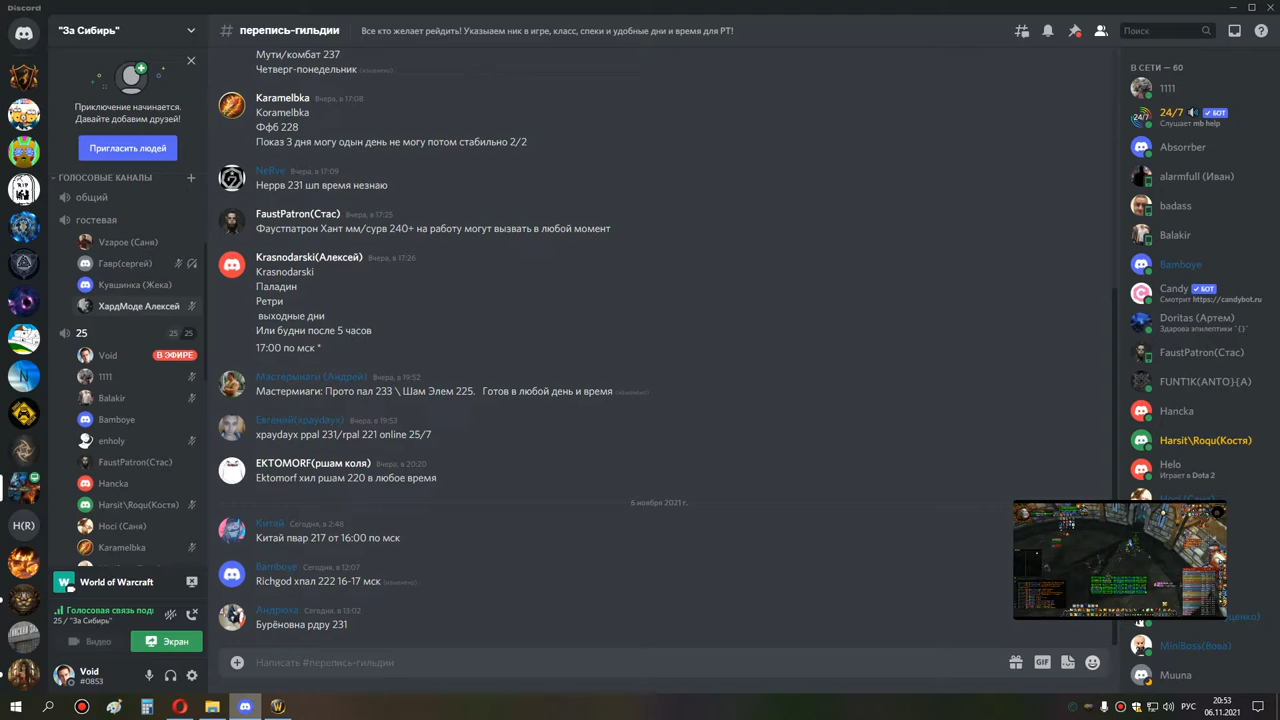 Discord
"За Сибирь"
перепись-гильдии
Все кто желает рейдить! Указыаем ник в игре, класс, спеки и удобные дни и время для РТ!
Поиск
Приключение начинается.
Давайте добавим друзей!
Пригласить людей
ГОЛОСОВЫЕ КАНАЛЫ
общий
гостевая
Vzapoe (Саня)
Гавр(сергей)
Кувшинка (Жека)
ХардМоде Алексей
25
25 25
Void
В ЭФИРЕ
1111
Balakir
Bamboye
enholy
FaustPatron(Стас)
Hancka
Harsit\Roqu(Костя)
Hoci (Саня)
Karamelbka
World of Warcraft
Голосовая связь подн
25 / "За Сибирь"
Видео
Экран
Void
#0853
Мути/комбат 237
Четверг-понедельник (изменено)
Karamelbka Вчера, в 17:08
Koramelbka
Ффб 228
Показ 3 дня могу одын день не могу потом стабильно 2/2
NeRve Вчера, в 17:09
Неррв 231 шп время незнаю
FaustPatron(Стас) Вчера, в 17:25
Фаустпатрон Хант мм/сурв 240+ на работу могут вызвать в любой момент
Krasnodarski(Алексей) Вчера, в 17:26
Krasnodarski
Паладин
Ретри
выходные дни
Или будни после 5 часов
17:00 по мск *
Мастермиаги (Андрей) Вчера, в 19:52
Мастермиаги: Прото пал 233 \ Шам Элем 225. Готов в любой день и время (изменено)
Евгений(xpaydayx) Вчера, в 19:53
xpaydayx ppal 231/rpal 221 online 25/7
EKTOMORF(ршам коля) Вчера, в 20:20
Ektomorf хил ршам 220 в любое время
6 ноября 2021 г.
Китай Сегодня, в 2:48
Китай пвар 217 от 16:00 по мск
Bamboye Сегодня, в 12:07
Richgod хпал 222 16-17 мск (изменено)
Андрюха Сегодня, в 13:02
Бурёновна рдру 231
Написать #перепись-гильдии
GIF
В СЕТИ — 60
1111
24/7 БОТ
Слушает mb help
Absorrber
alarmfull (Иван)
badass
Balakir
Bamboye
Candy БОТ
Смотрит https://candybot.ru
Doritas (Артем)
Здарова эпилептики ¨{}¨
FaustPatron(Стас)
FUNT1K(ANTO}{A)
Hancka
Harsit\Roqu(Костя)
Helo
Играет в Dota 2
Hoci (Саня)
MiniBoss(Вова)
Muuna
H(R)
РУС
20:53
06.11.2021